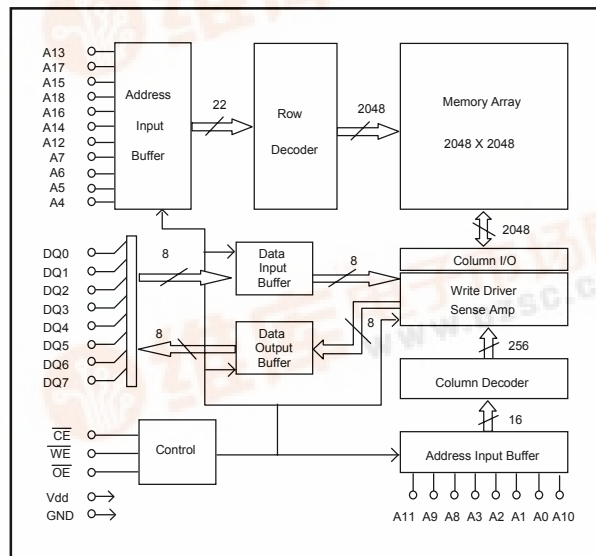 A13
A17
A15
A18
A16
A14
A12
A7
A6
A5
A4
Address
Input
Buffer
22
Row
Decoder
2048
Memory Array
2048 X 2048
2048
DQ0
DQ1
DQ2
DQ3
DQ4
DQ5
DQ6
DQ7
8
8
Data
Input
Buffer
8
Data
Output
Buffer
8
Column I/O
Write Driver
Sense Amp
256
Column Decoder
16
Address Input Buffer
CE
WE
OE
Control
Vdd
GND
A11 A9 A8 A3 A2 A1 A0 A10